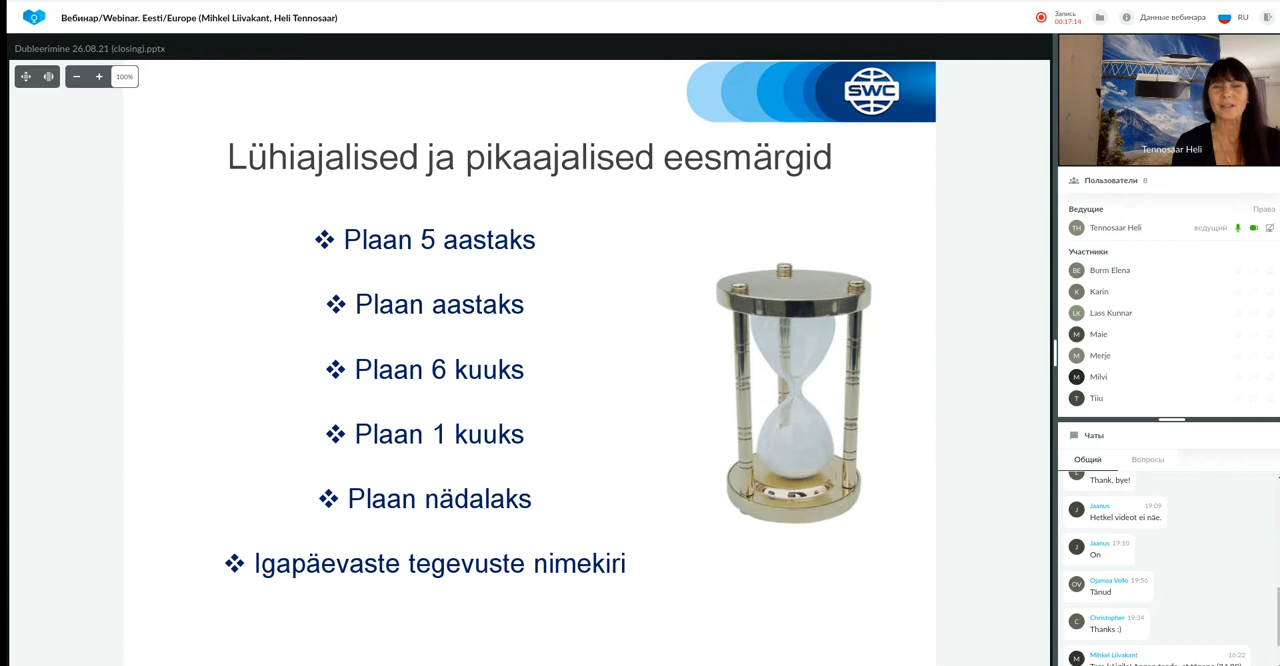 Вебинар/Webinar. Eesti/Europe (Mihkel Liivakant, Heli Tennosaar)
Запись
00:17:14
Данные вебинара
RU
Dubleerimine 26.08.21 (closing).pptx
100%
SWC
Lühiajalised ja pikaajalised eesmärgid
❖ Plaan 5 aastaks
❖ Plaan aastaks
❖ Plaan 6 kuuks
❖ Plaan 1 kuuks
❖ Plaan nädalaks
❖ Igapäevaste tegevuste nimekiri
Tennosaar Heli
Пользователи 8
Ведущие Права
TH Tennosaar Heli ведущий
Участники
BE Burm Elena
K Karin
LK Lass Kunnar
M Maie
M Merje
M Milvi
T Tiiu
Чаты
Общий Вопросы
Thank, bye!
J Jaanus 19:09
Hetkel videot ei näe.
J Jaanus 19:10
On
OV Ojamaa Vello 19:56
Tänud
C Christopher 19:34
Thanks :)
M Mihkel Liivakant 16:22